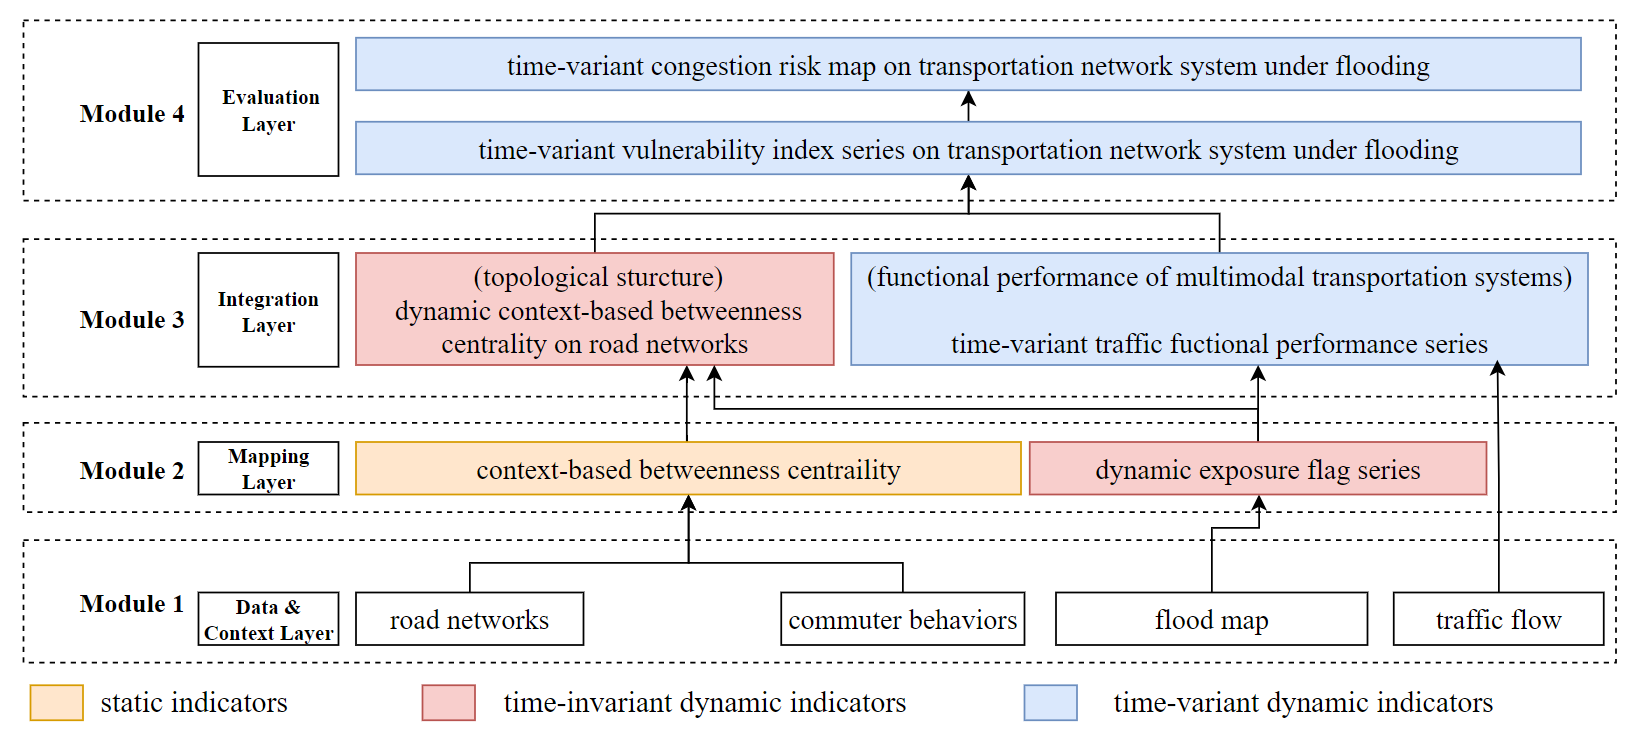 Module 4
Evaluation
Layer
time-variant congestion risk map on transportation network system under flooding
time-variant vulnerability index series on transportation network system under flooding
Module 3
Integration
Layer
(topological sturcture)
dynamic context-based betweenness
centrality on road networks
(functional performance of multimodal transportation systems)
time-variant traffic fuctional performance series
Module 2
Mapping
Layer
context-based betweenness centraility
dynamic exposure flag series
Module 1
Data &
Context Layer
road networks
commuter behaviors
flood map
traffic flow
static indicators
time-invariant dynamic indicators
time-variant dynamic indicators